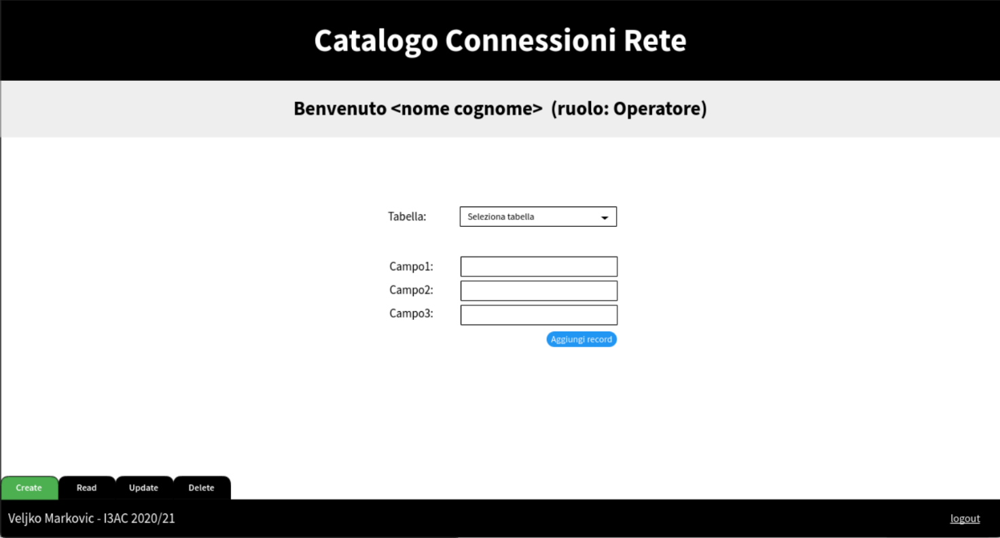 Catalogo Connessioni Rete
Benvenuto <nome cognome> (ruolo: Operatore)
Tabella: Seleziona tabella
Campo1:
Campo2:
Campo3:
Aggiungi record
Create Read Update Delete
Veljko Markovic - I3AC 2020/21 logout